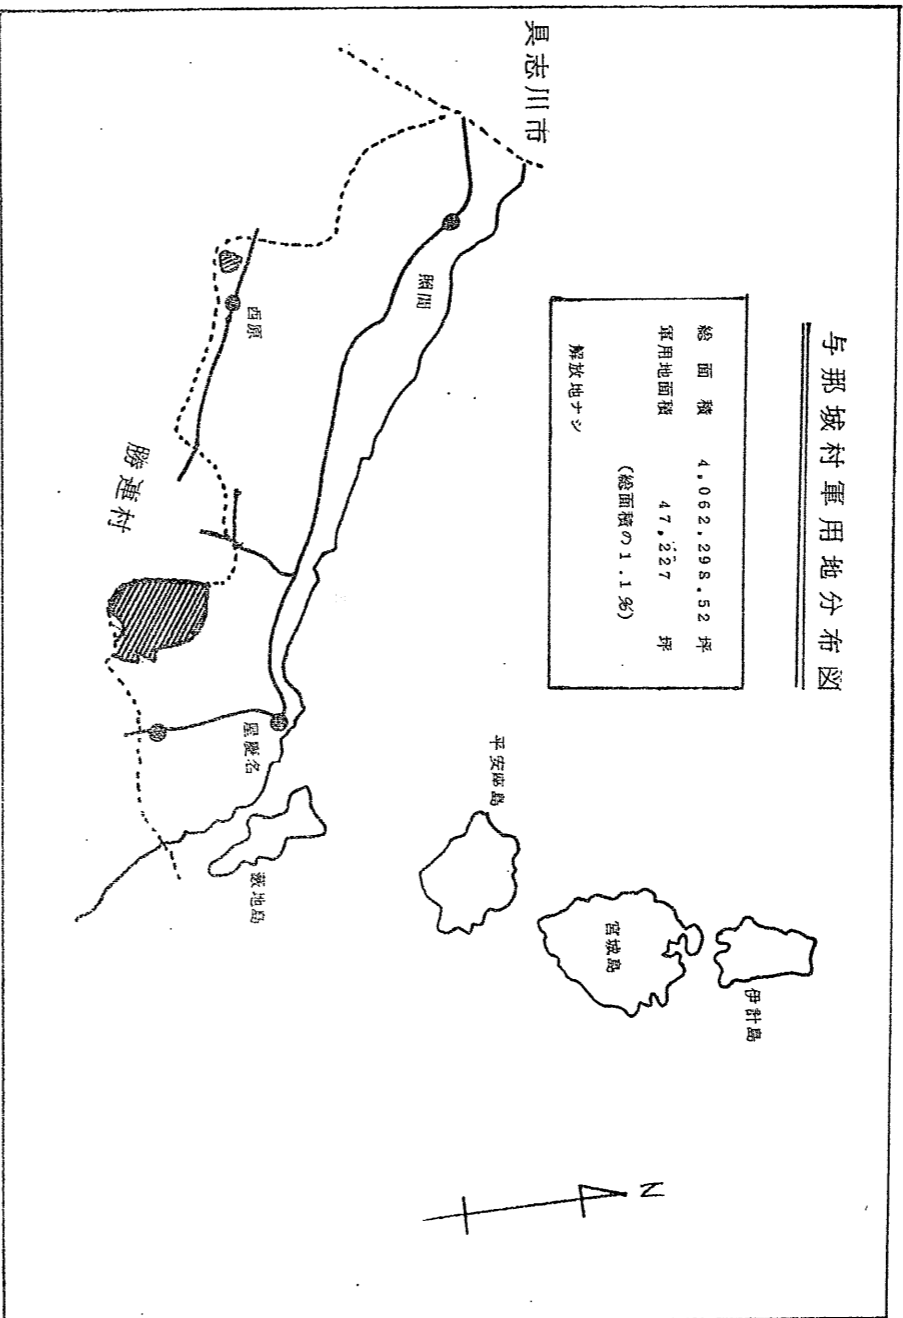 与那城村軍用地分布図
総面積 4,062,298.52 坪
軍用地面積 47,227 坪
(総面積の1.1%)
解放地ナシ
具志川市
照間
西原
勝連村
屋慶名
藪地島
平安座島
宮城島
伊計島
N